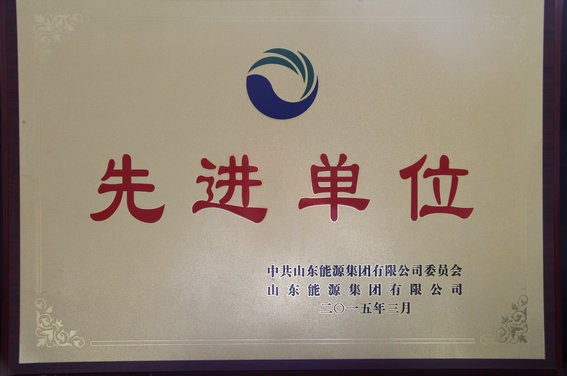 先进单位
中共山东能源集团有限公司委员会
山东能源集团有限公司
二〇一五年三月